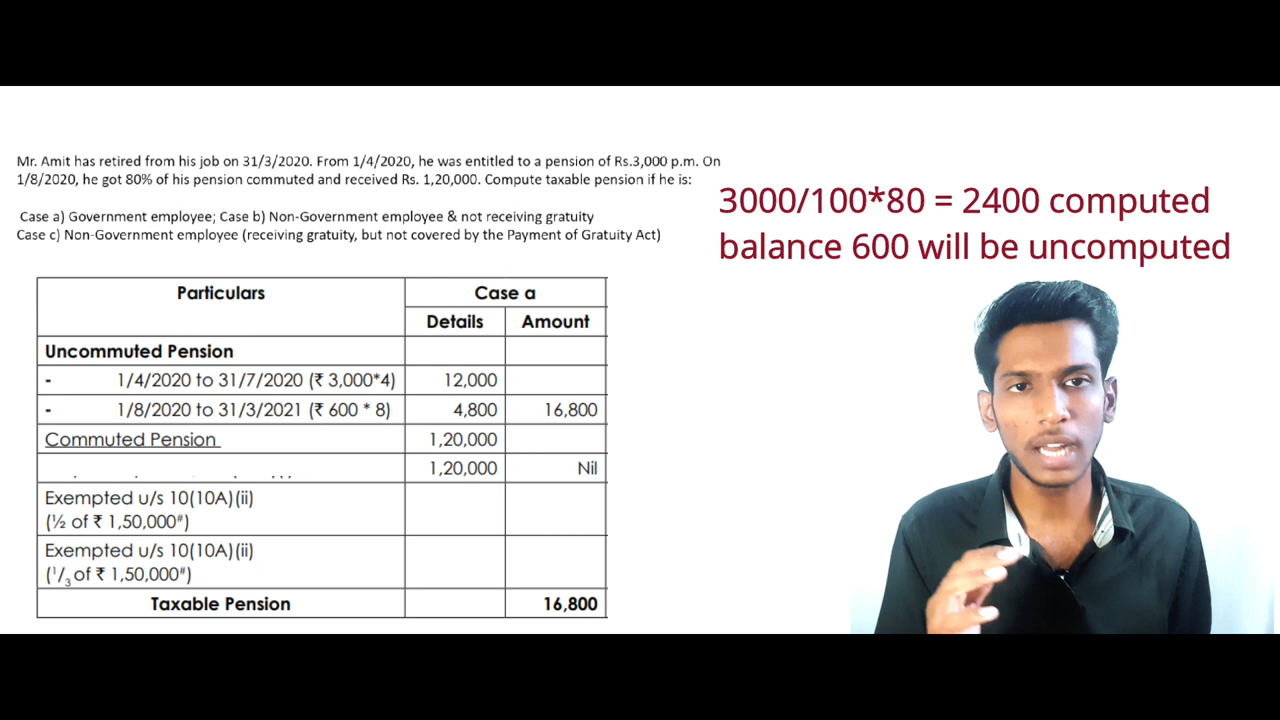 Mr. Amit has retired from his job on 31/3/2020. From 1/4/2020, he was entitled to a pension of Rs.3,000 p.m. On
1/8/2020, he got 80% of his pension commuted and received Rs. 1,20,000. Compute taxable pension if he is:
Case a) Government employee; Case b) Non-Government employee & not receiving gratuity
Case c) Non-Government employee (receiving gratuity, but not covered by the Payment of Gratuity Act)
3000/100*80 = 2400 computed
balance 600 will be uncomputed
Particulars Case a
Details Amount
Uncommuted Pension
- 1/4/2020 to 31/7/2020 (₹ 3,000*4) 12,000
- 1/8/2020 to 31/3/2021 (₹ 600 * 8) 4,800 16,800
Commuted Pension 1,20,000
1,20,000 Nil
Exempted u/s 10(10A)(ii)
(½ of ₹ 1,50,000#)
Exempted u/s 10(10A)(ii)
(1/3 of ₹ 1,50,000#)
Taxable Pension 16,800